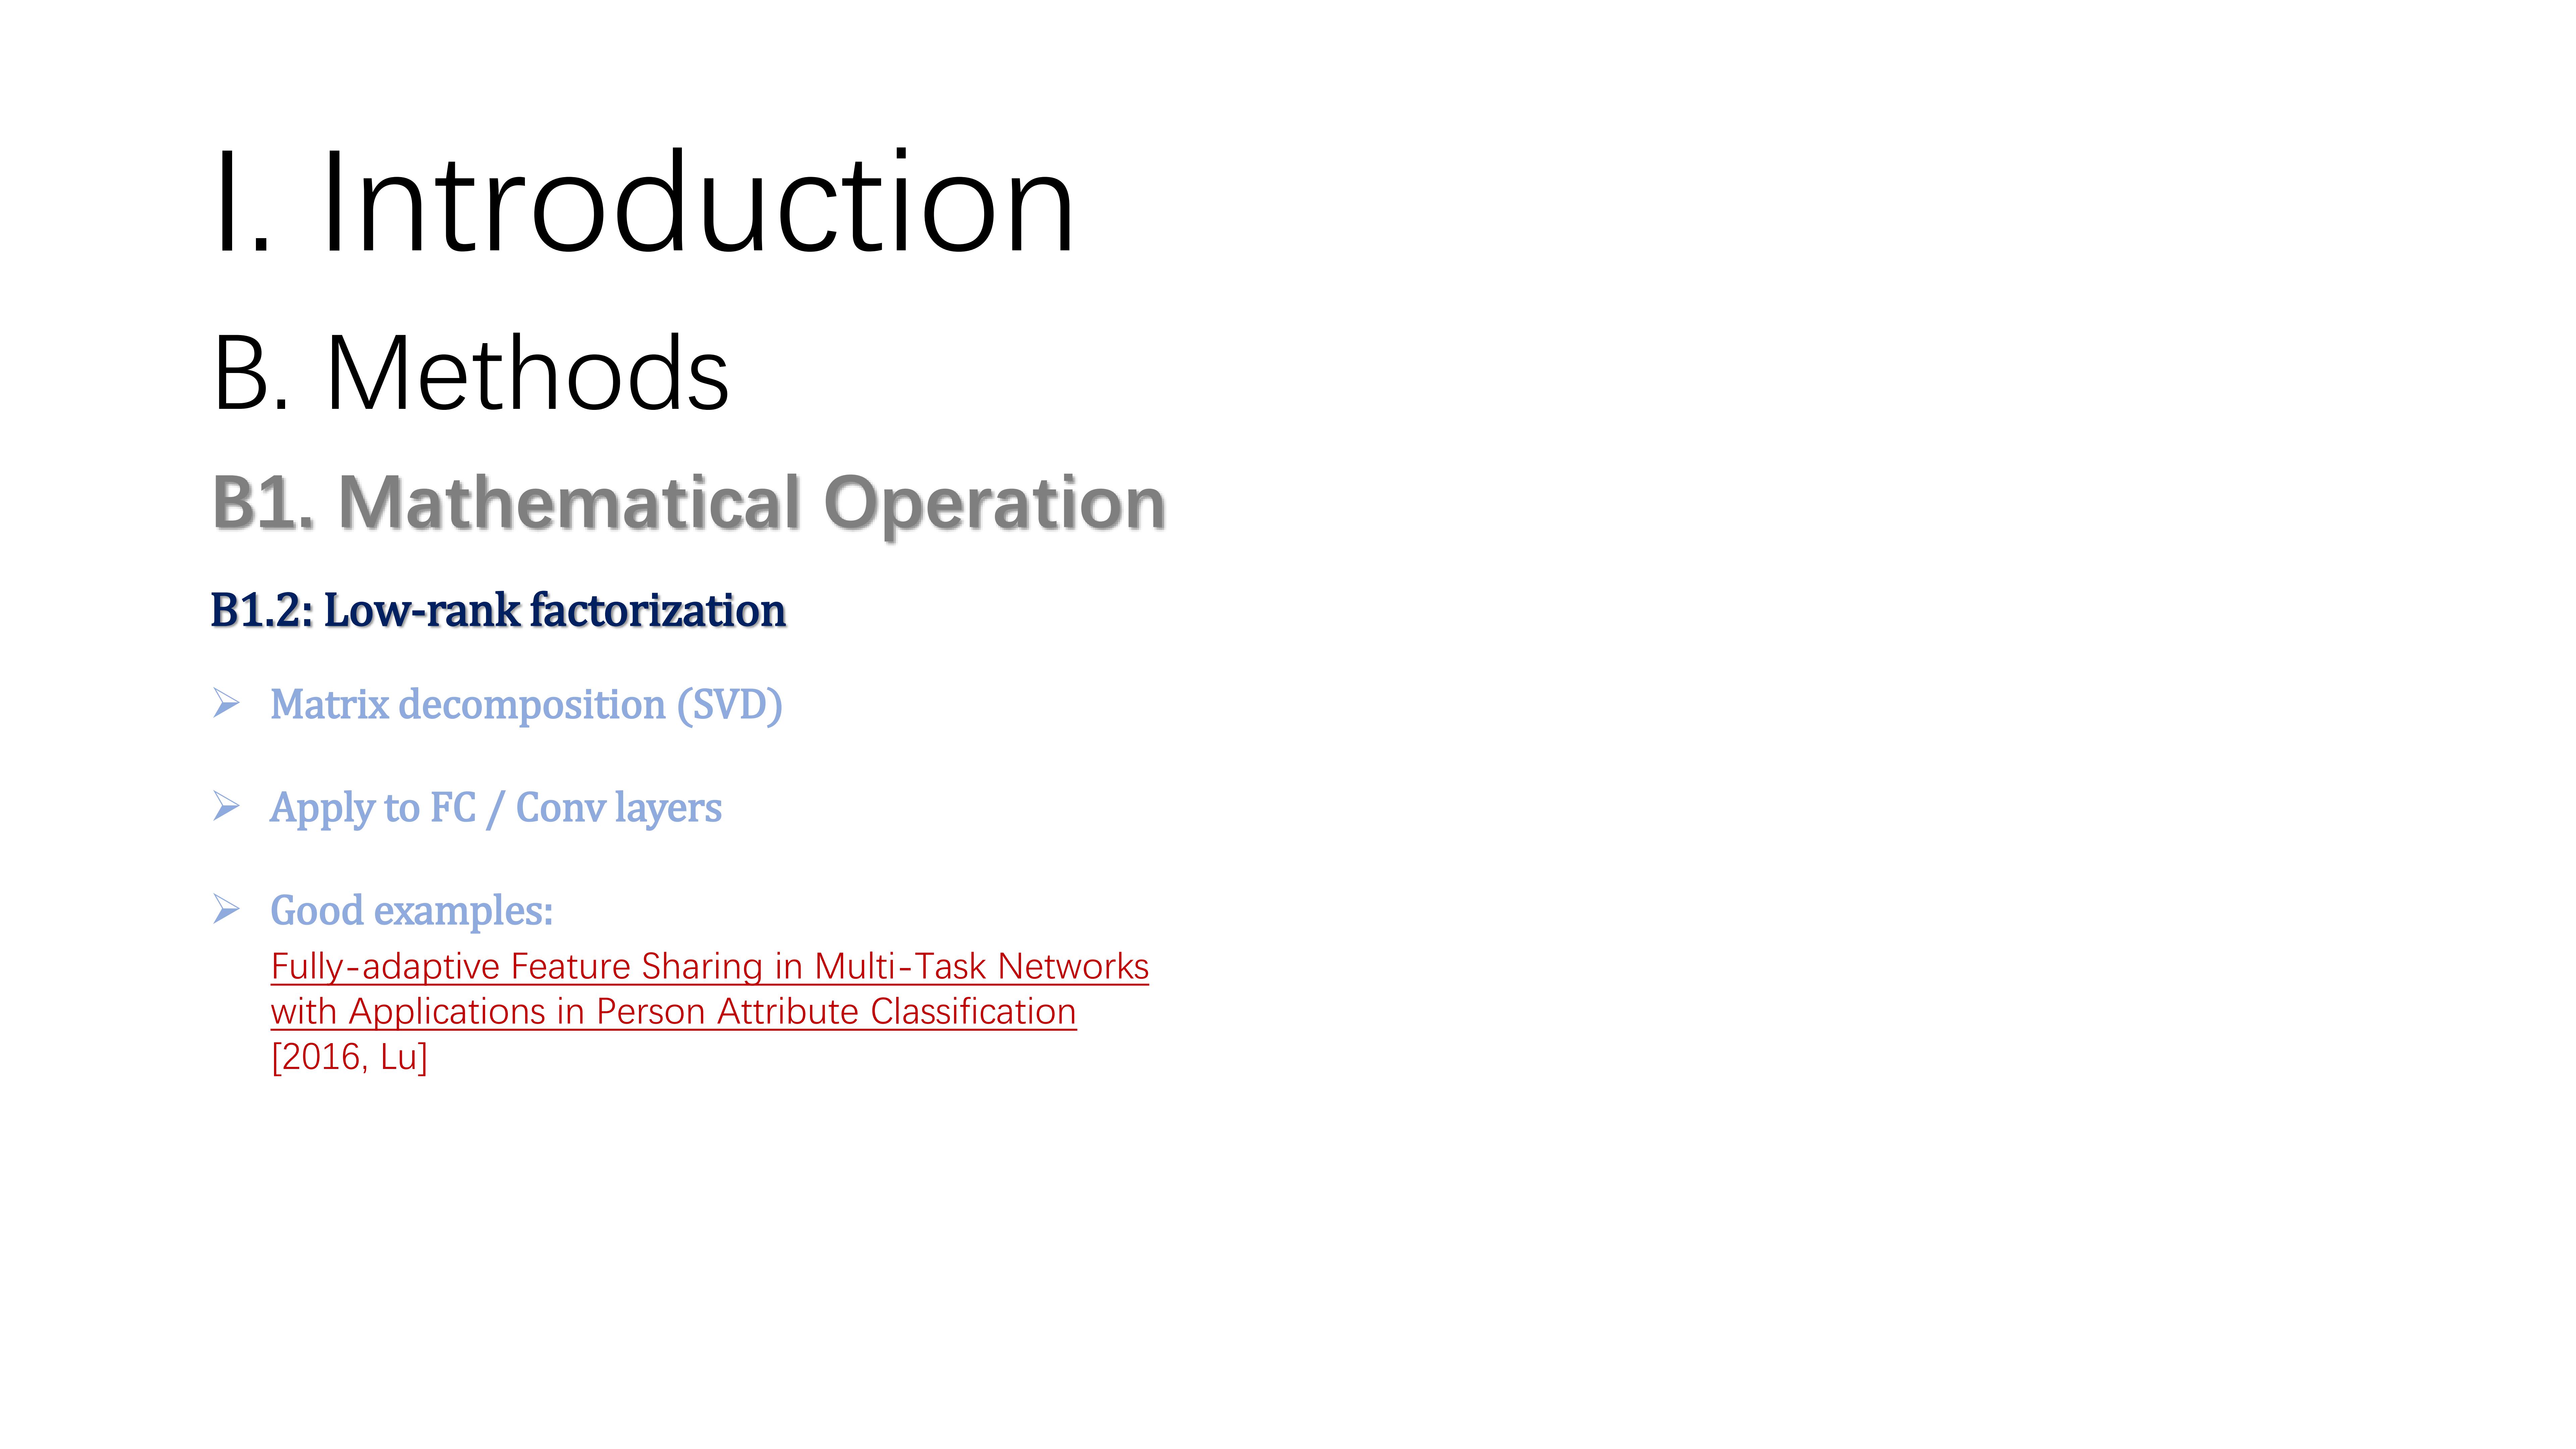 I. Introduction
B. Methods
B1. Mathematical Operation
B1.2: Low-rank factorization
➢ Matrix decomposition (SVD)
➢ Apply to FC / Conv layers
➢ Good examples:
Fully-adaptive Feature Sharing in Multi-Task Networks
with Applications in Person Attribute Classification
[2016, Lu]